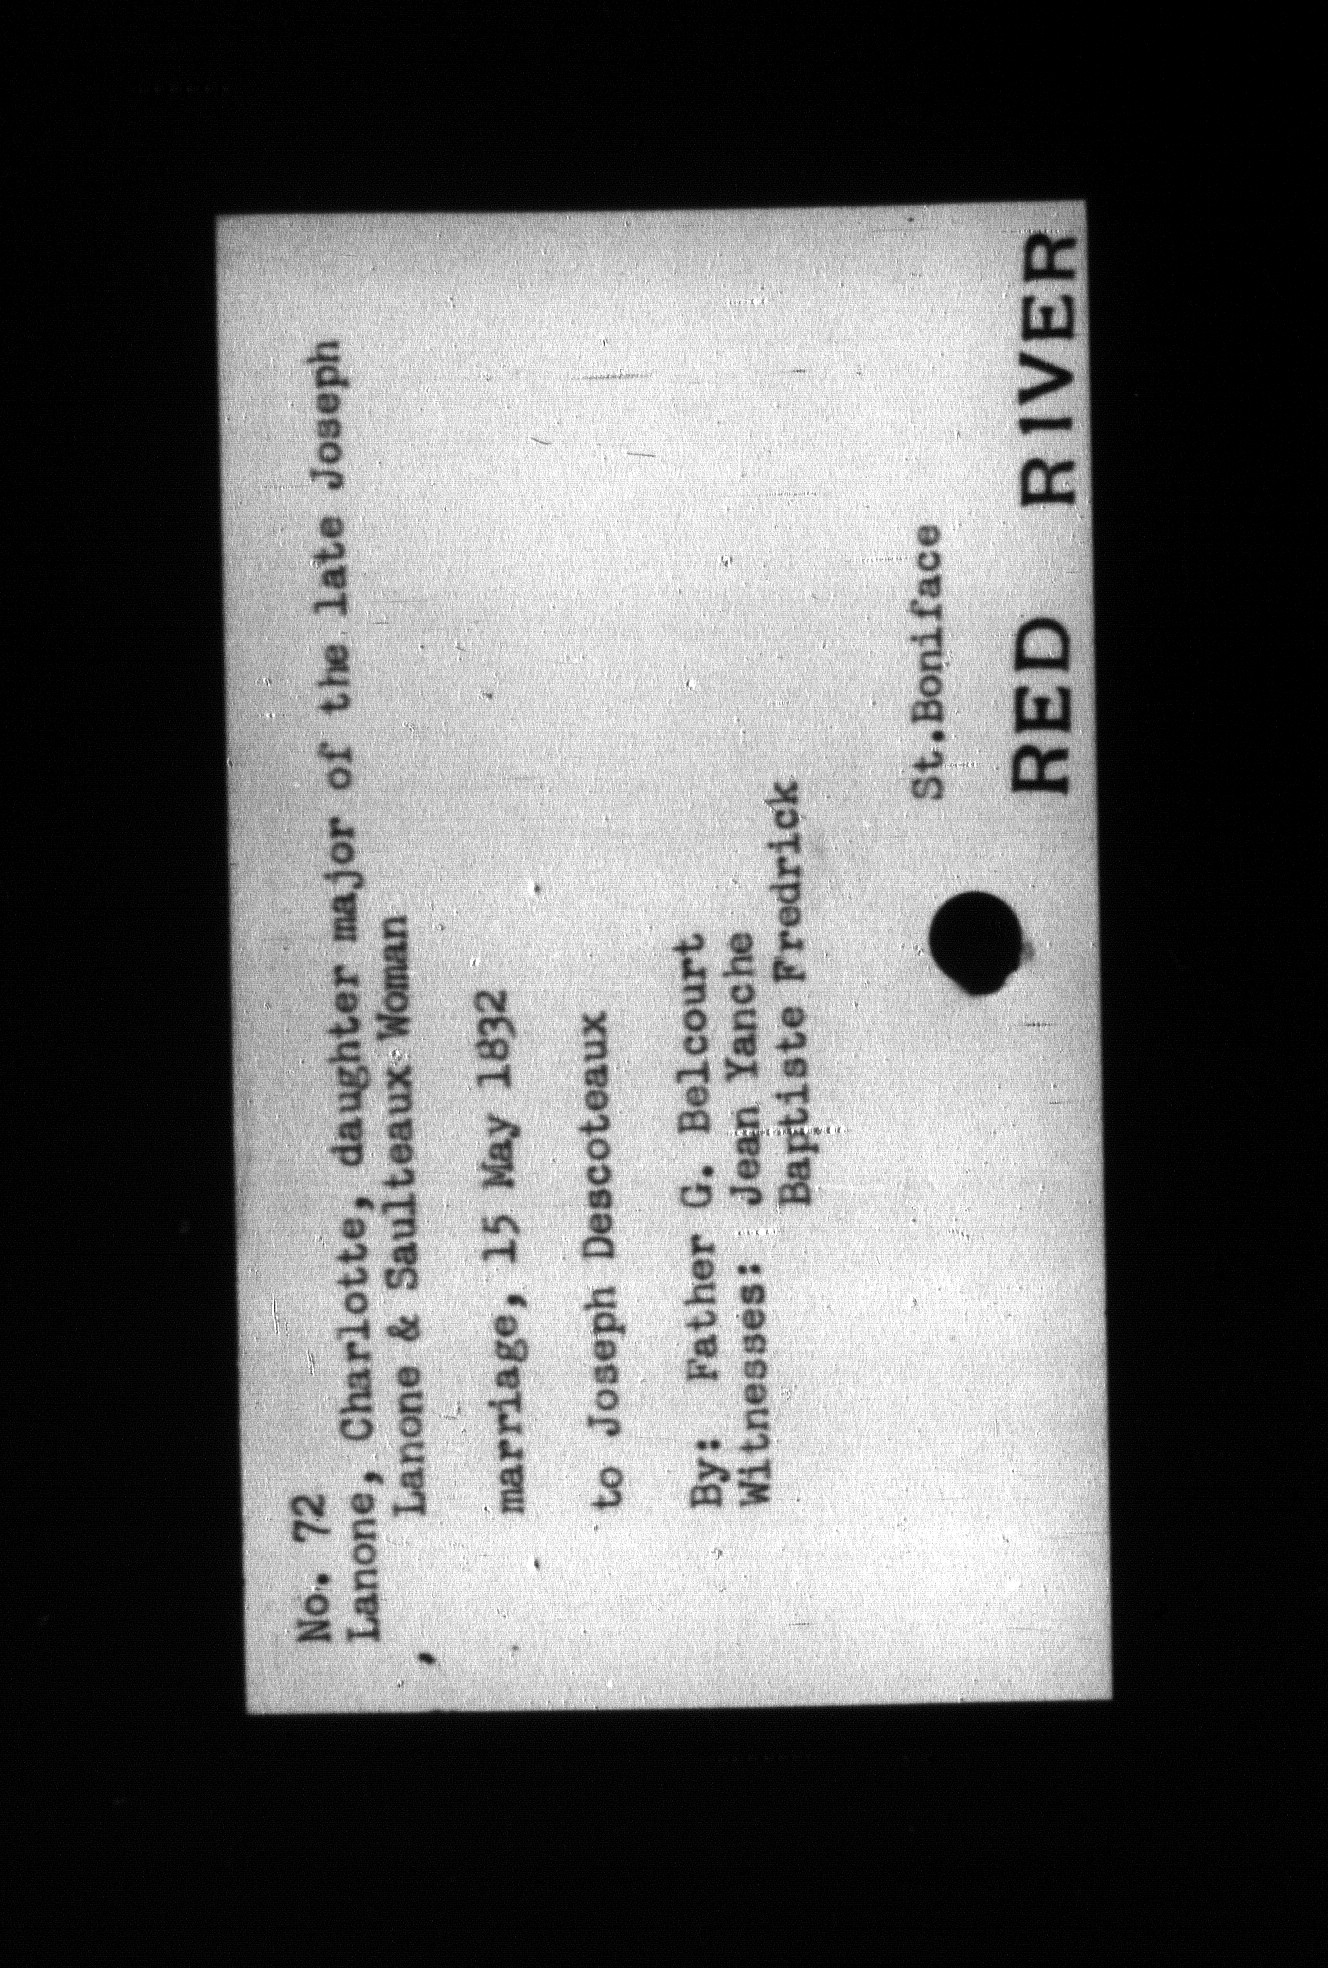 No. 72
Lanone, Charlotte, daughter major of the late Joseph
Lanone & Saulteaux Woman
marriage, 15 May 1832
to Joseph Descoteaux
By: Father G. Belcourt
Witnesses: Jean Yanche
Baptiste Fredrick
St.Boniface
RED RIVER